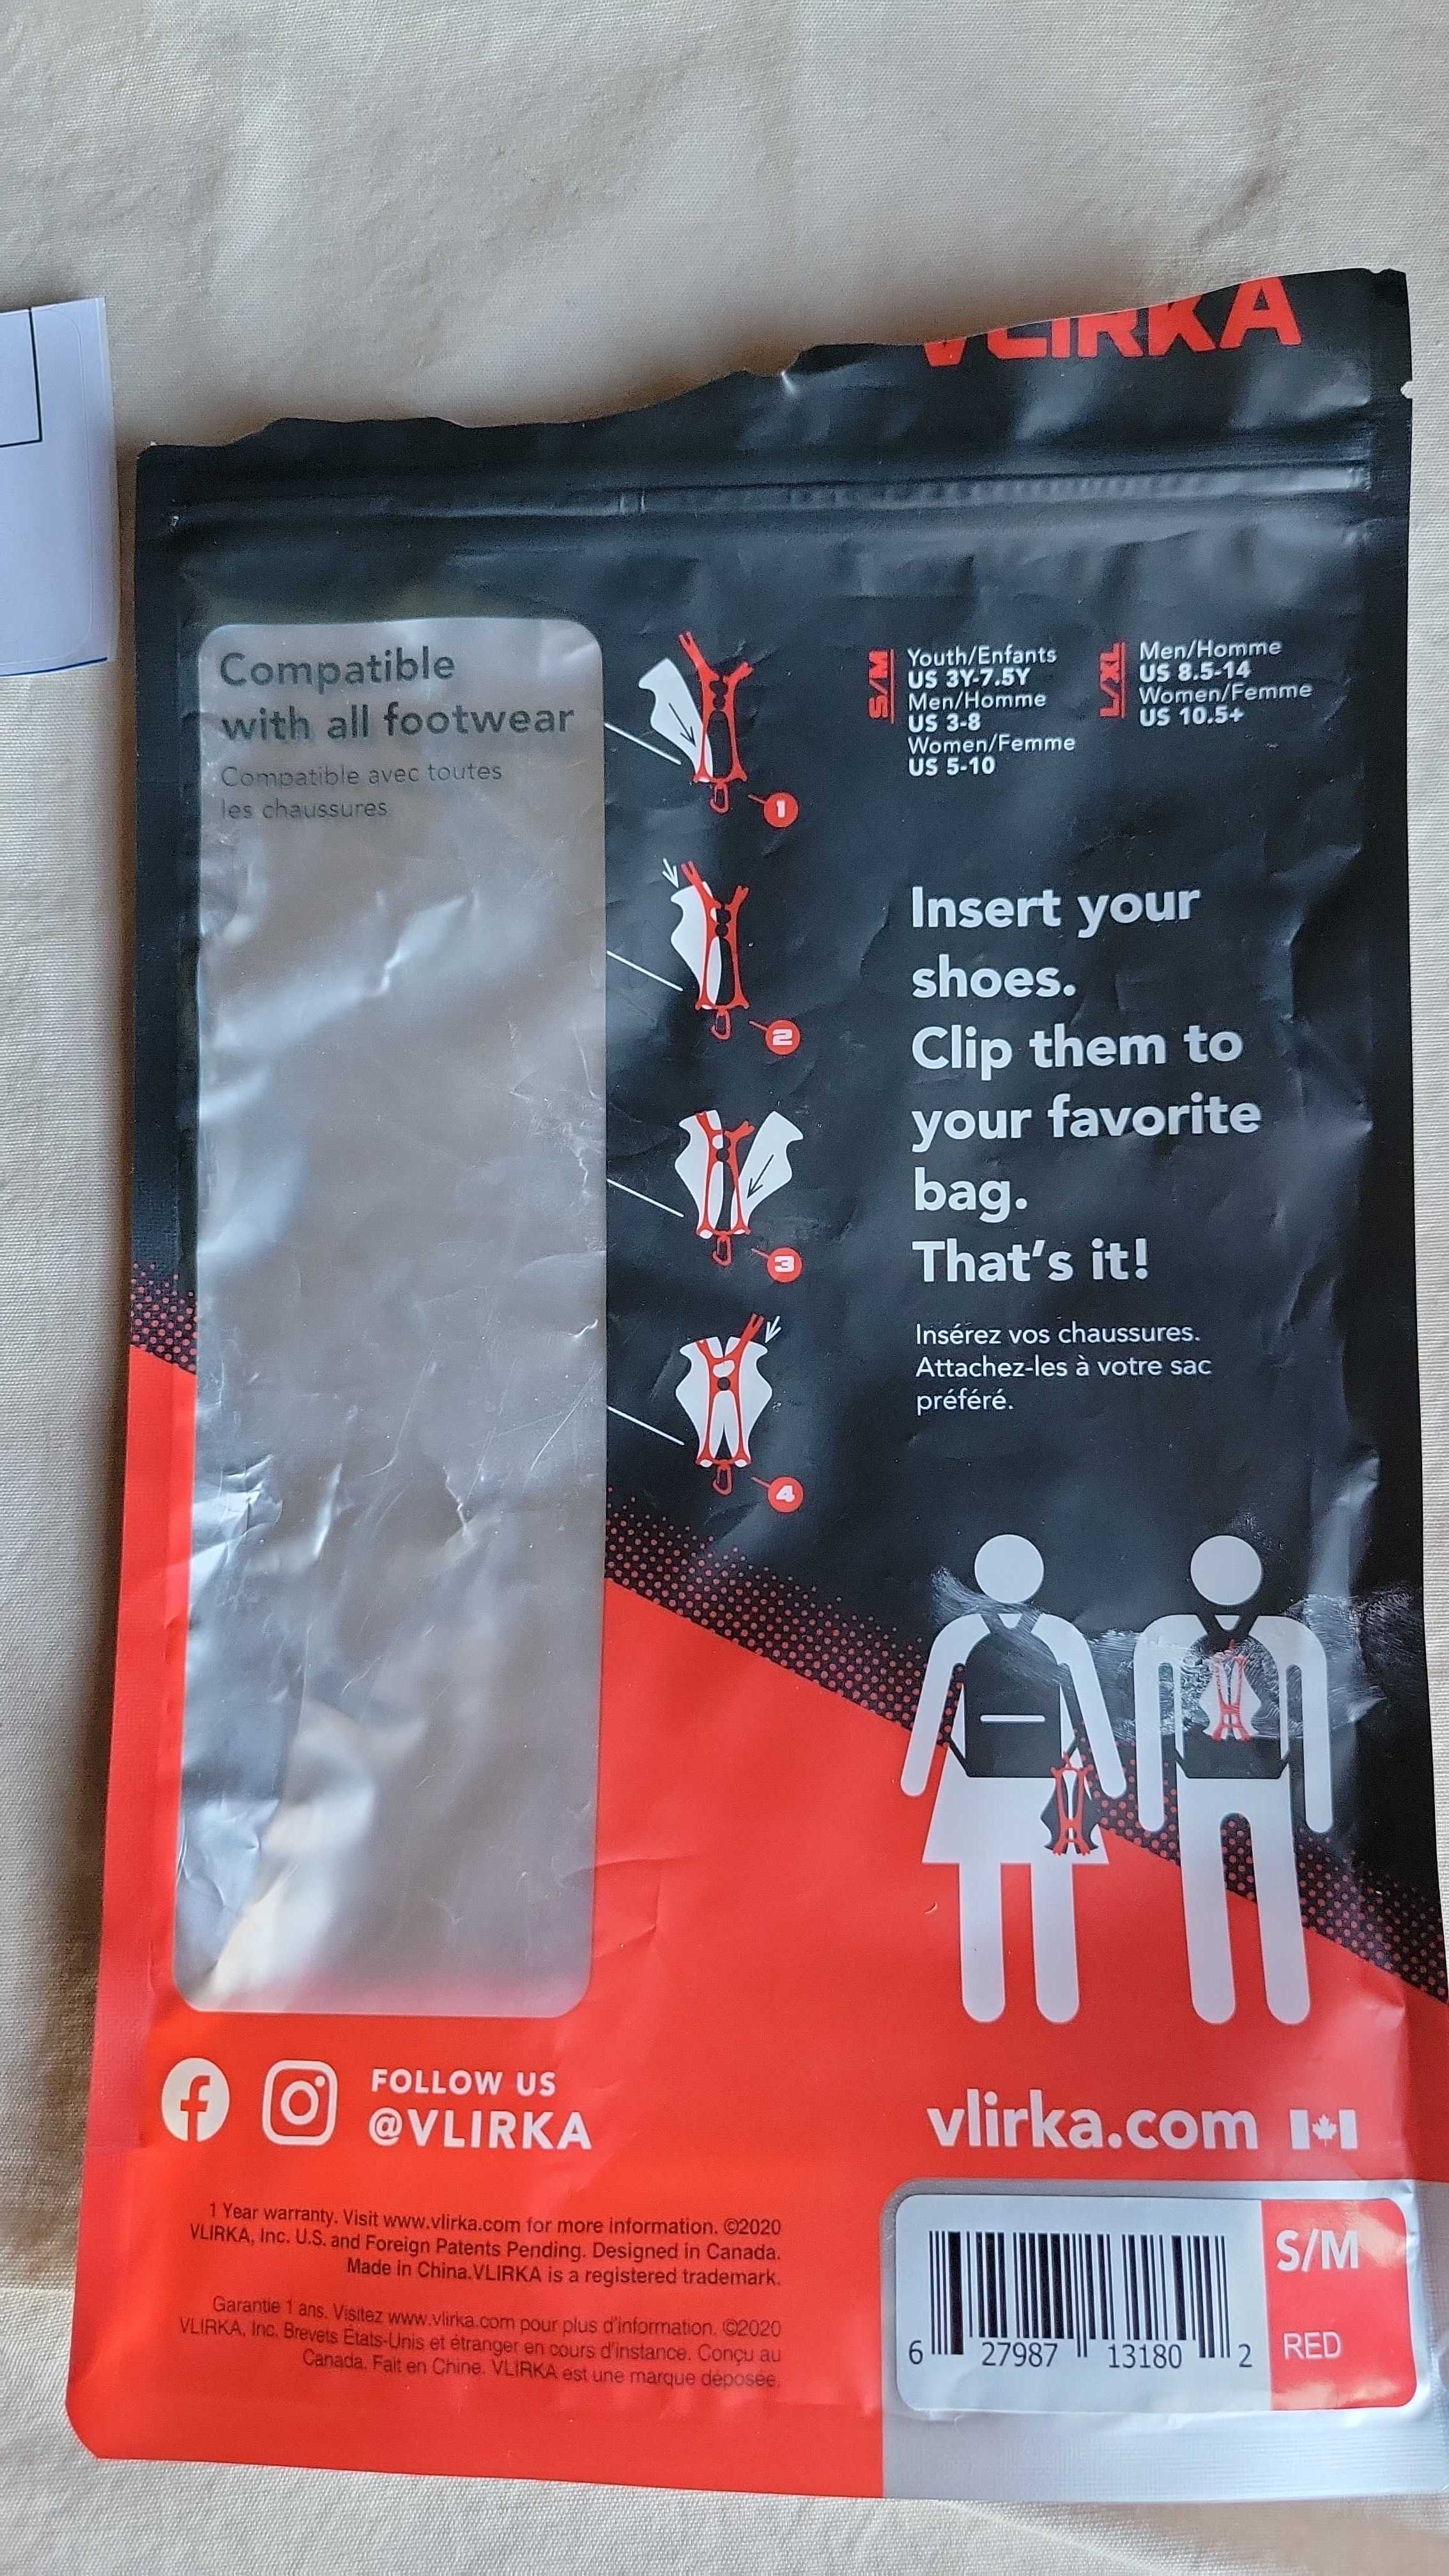 VLIRKA
Compatible
with all footwear
Compatible avec toutes
les chaussures
1
2
3
4
S/M
Youth/Enfants
US 3Y-7.5Y
Men/Homme
US 3-8
Women/Femme
US 5-10
L/XL
Men/Homme
US 8.5-14
Women/Femme
US 10.5+
Insert your
shoes.
Clip them to
your favorite
bag.
That's it!
Insérez vos chaussures.
Attachez-les à votre sac
préféré.
FOLLOW US
@VLIRKA
vlirka.com
1 Year warranty. Visit www.vlirka.com for more information. ©2020
VLIRKA, Inc. U.S. and Foreign Patents Pending. Designed in Canada.
Made in China.VLIRKA is a registered trademark.
Garantie 1 ans. Visitez www.vlirka.com pour plus d'information. ©2020
VLIRKA, Inc. Brevets États-Unis et étranger en cours d'instance. Conçu au
Canada. Fait en Chine. VLIRKA est une marque déposée.
6 27987 13180 2
S/M
RED